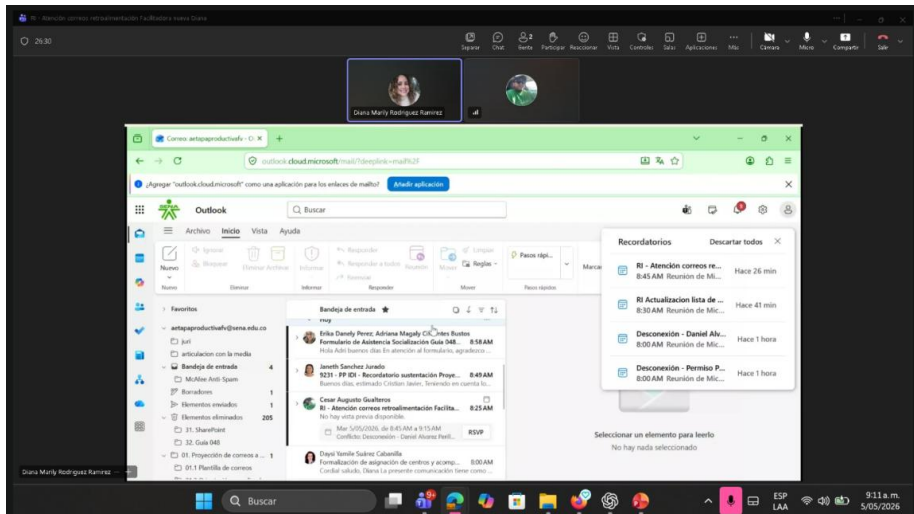 RI - Atención correos retroalimentación Facilitadora nueva Diana
26:30
Separar Chat Gente Participar Reaccionar Vista Controles Salas Aplicaciones Más Cámara Micro Compartir Salir
2
Diana Marily Rodriguez Ramirez
Correo: aetapaproductivafv - O
outlook.cloud.microsoft/mail/?deeplink=mail%2F
¿Agregar "outlook.cloud.microsoft" como una aplicación para los enlaces de mailto?
Añadir aplicación
SENA
Outlook
Buscar
Archivo Inicio Vista Ayuda
Nuevo
Ignorar
Bloquear
Eliminar Archivar
Informar
Responder
Responder a todos
Reenviar
Reunión
Mover
Limpiar
Reglas
Pasos rápi...
Marcar
Nuevo Eliminar Informar Responder Mover Pasos rápidos
Recordatorios
Descartar todos
RI - Atención correos re...
8:45 AM Reunión de Mi...
Hace 26 min
RI Actualizacion lista de ...
8:30 AM Reunión de Mic...
Hace 41 min
Desconexión - Daniel Alv...
8:00 AM Reunión de Mic...
Hace 1 hora
Desconexión - Permiso P...
8:00 AM Reunión de Mic...
Hace 1 hora
Favoritos
aetapaproductivafv@sena.edu.co
juri
articulacion con la media
Bandeja de entrada 4
McAfee Anti-Spam
Borradores 1
Elementos enviados 1
Elementos eliminados 205
31. SharePoint
32. Guía 048
01. Proyección de correos a ... 1
01.1 Plantilla de correos
Bandeja de entrada
Hoy
Erika Danely Perez; Adriana Magaly Cifuentes Bustos
Formulario de Asistencia Socialización Guía 048... 8:58 AM
Hola Adri buenos días En atención al formulario, agradezco ...
Janeth Sanchez Jurado
9231 - PP IDI - Recordatorio sustentación Proye... 8:49 AM
Buenos días, estimado Cristian Javier, Teniendo en cuenta lo...
Cesar Augusto Gualteros
RI - Atención correos retroalimentación Facilita... 8:25 AM
No hay vista previa disponible.
Mar 5/05/2026, de 8:45 AM a 9:15 AM
Conflicto: Desconexión - Daniel Alvarez Peril...
RSVP
Daysi Yamile Suárez Cabanilla
Formalización de asignación de centros y acomp... 8:00 AM
Cordial saludo, Diana La presente comunicación tiene como ...
Seleccionar un elemento para leerlo
No hay nada seleccionado
Diana Marily Rodriguez Ramirez
Buscar
ESP
LAA
9:11 a. m.
5/05/2026